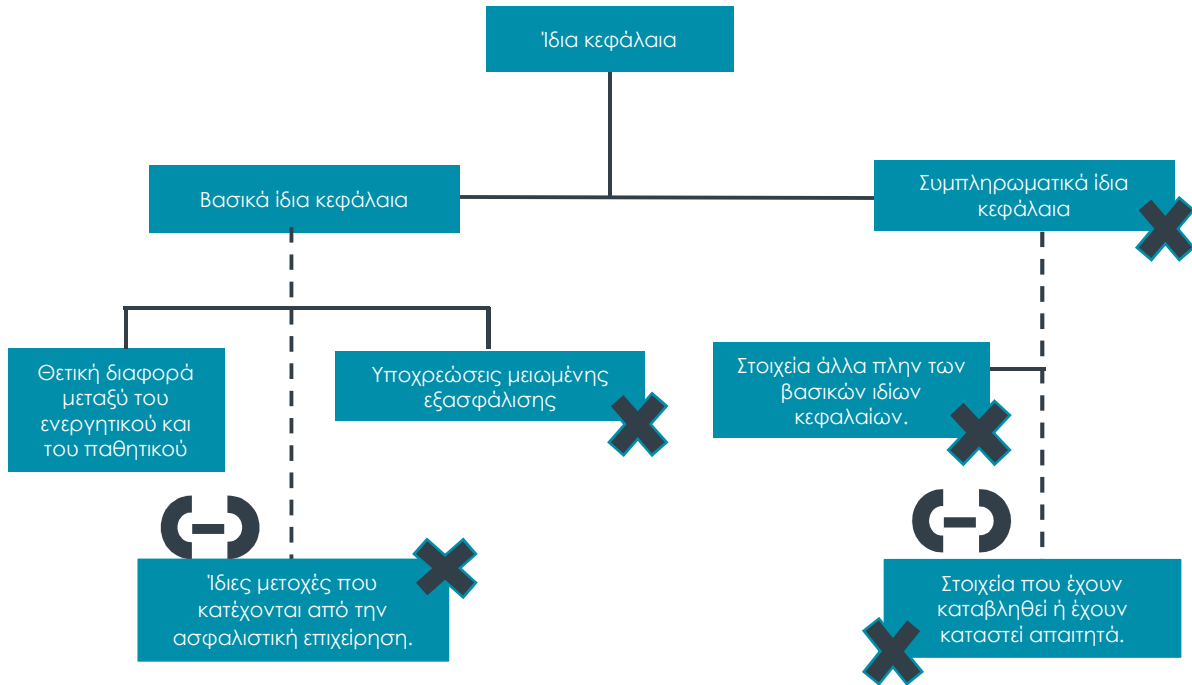 Ίδια κεφάλαια
Βασικά ίδια κεφάλαια
Συμπληρωματικά ίδια
κεφάλαια
Θετική διαφορά
μεταξύ του
ενεργητικού και
του παθητικού
Υποχρεώσεις μειωμένης
εξασφάλισης
Στοιχεία άλλα πλην των
βασικών ιδίων
κεφαλαίων.
(-)
Ίδιες μετοχές που
κατέχονται από την
ασφαλιστική επιχείρηση.
(-)
Στοιχεία που έχουν
καταβληθεί ή έχουν
καταστεί απαιτητά.